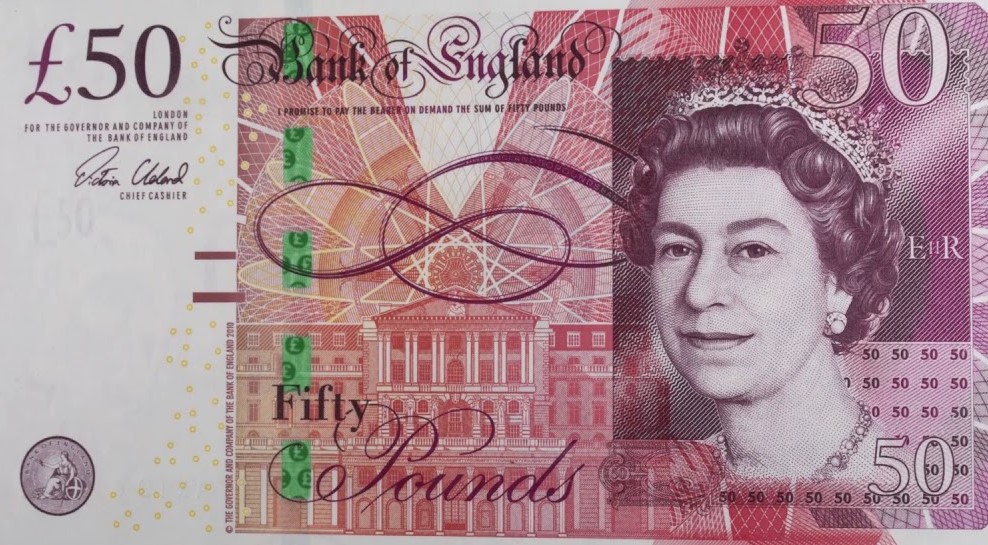 £50
Bank of England
I PROMISE TO PAY THE BEARER ON DEMAND THE SUM OF FIFTY POUNDS
LONDON
FOR THE GOVERNOR AND COMPANY OF
THE BANK OF ENGLAND
Victoria Cleland
CHIEF CASHIER
£50
50
EIIR
50 50 50 50
50 50 50 50
0 50 50 50
50
50
50 50
50 50 50 50 50 50 50 50 50
Fifty
Pounds
© THE GOVERNOR AND COMPANY OF THE BANK OF ENGLAND 2010